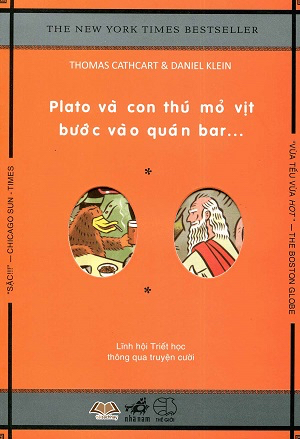 THE NEW YORK TIMES BESTSELLER
THOMAS CATHCART & DANIEL KLEIN
Plato và con thú mỏ vịt
bước vào quán bar...
"SẮC!!!" — CHICAGO SUN - TIMES
"VỪA TẾU VỪA HOT" — THE BOSTON GLOBE
Lĩnh hội Triết học
thông qua truyện cười
nhã nam
THẾ GIỚI